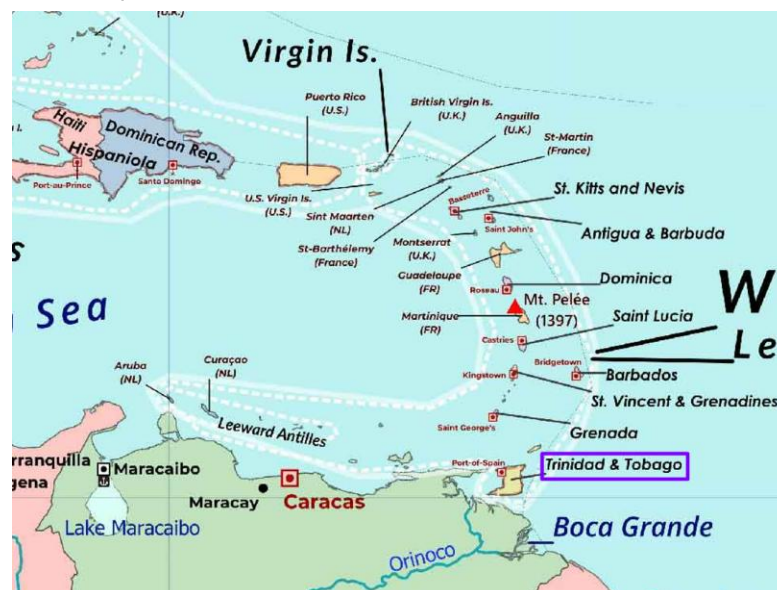 (U.K.)
Virgin Is.
Puerto Rico
(U.S.)
British Virgin Is.
(U.K.)
Anguilla
(U.K.)
St-Martin
(France)
Haiti
Dominican Rep.
Hispaniola
Port-au-Prince
Santo Domingo
U.S. Virgin Is.
(U.S.)
Sint Maarten
(NL)
St-Barthélemy
(France)
Basseterre
St. Kitts and Nevis
Saint John's
Antigua & Barbuda
Montserrat
(U.K.)
Guadeloupe
(FR)
Roseau
Dominica
Mt. Pelée
(1397)
Martinique
(FR)
Saint Lucia
Castries
W
Le
s
Sea
Bridgetown
Barbados
Kingstown
St. Vincent & Grenadines
Aruba
(NL)
Curaçao
(NL)
Leeward Antilles
Saint George's
Grenada
Port-of-Spain
Trinidad & Tobago
rranquilla
gena
Maracaibo
Maracay
Caracas
Lake Maracaibo
Orinoco
Boca Grande